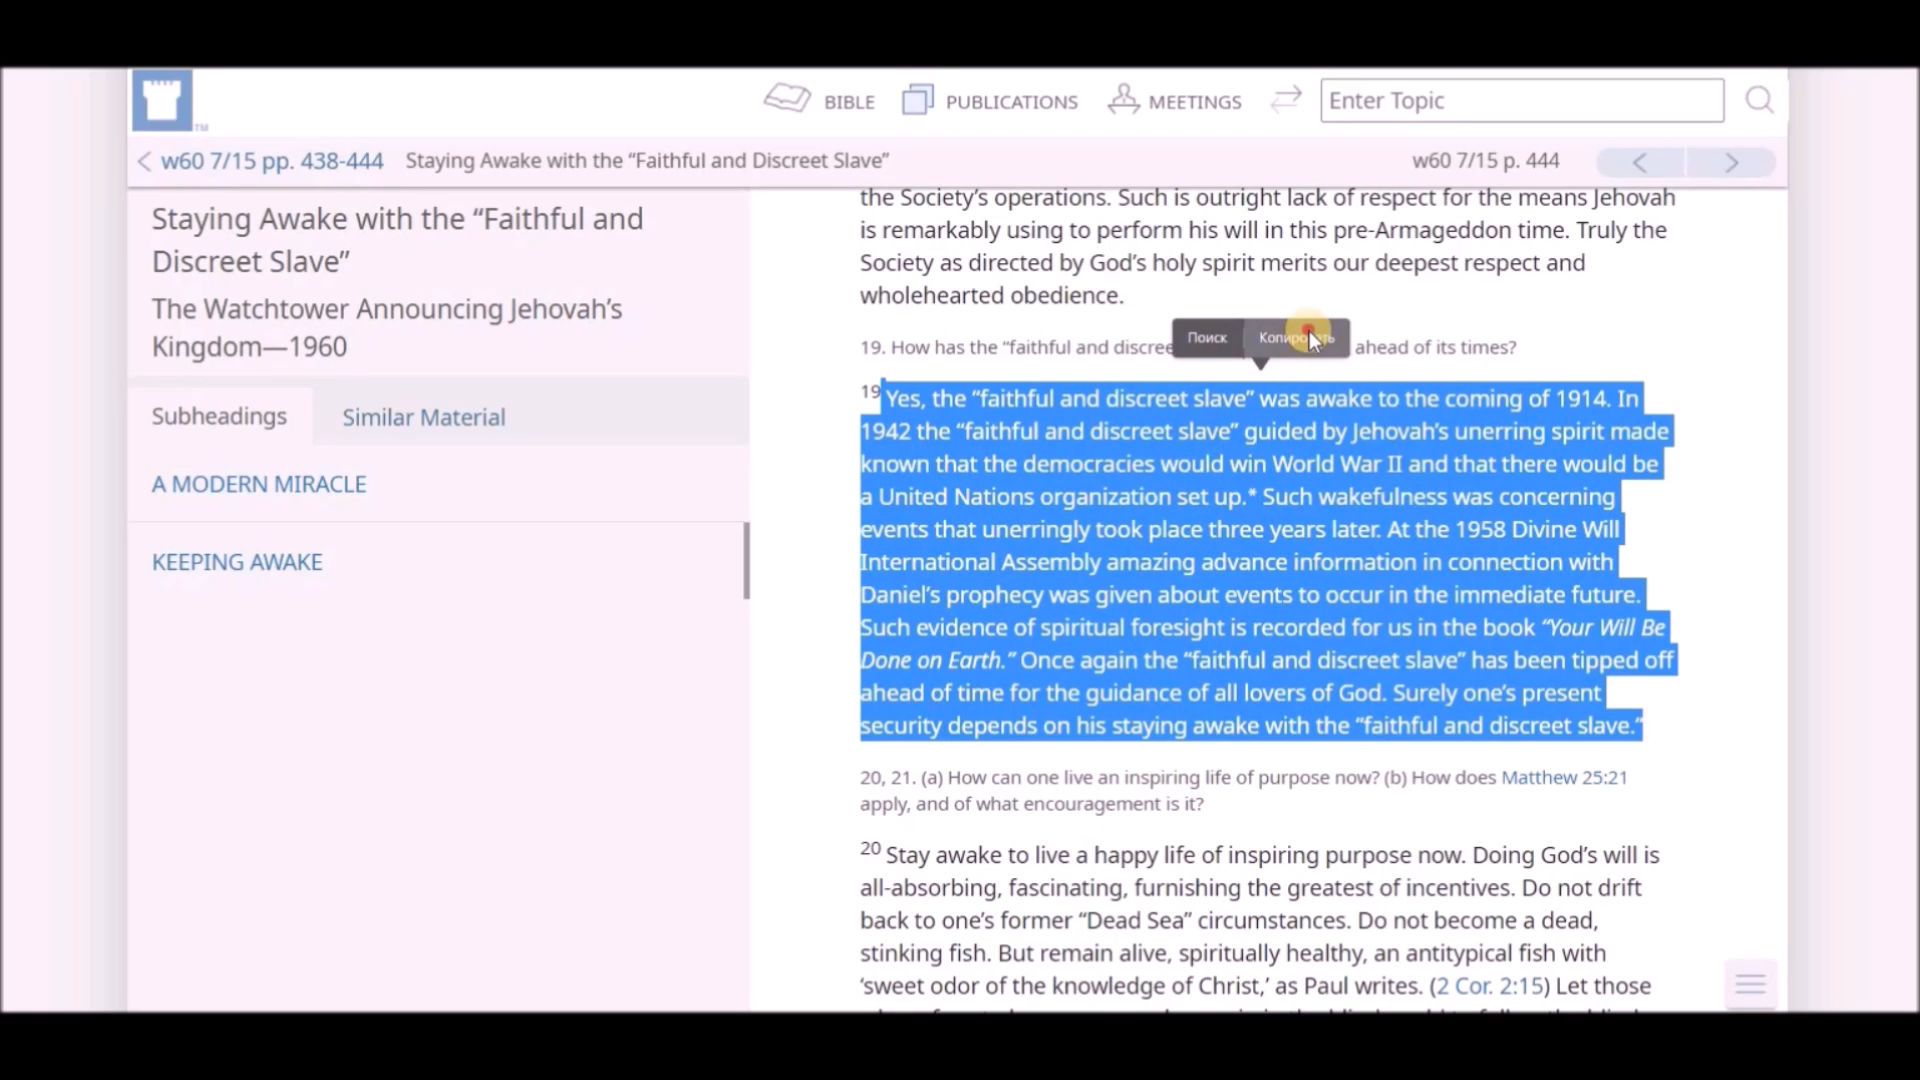 BIBLE PUBLICATIONS MEETINGS Enter Topic
TM
w60 7/15 pp. 438-444 Staying Awake with the “Faithful and Discreet Slave” w60 7/15 p. 444
Staying Awake with the “Faithful and
Discreet Slave”
The Watchtower Announcing Jehovah’s
Kingdom—1960
Subheadings Similar Material
A MODERN MIRACLE
KEEPING AWAKE
the Society’s operations. Such is outright lack of respect for the means Jehovah
is remarkably using to perform his will in this pre-Armageddon time. Truly the
Society as directed by God’s holy spirit merits our deepest respect and
wholehearted obedience.
Поиск Копировать
19. How has the “faithful and discree ahead of its times?
19 Yes, the “faithful and discreet slave” was awake to the coming of 1914. In
1942 the “faithful and discreet slave” guided by Jehovah’s unerring spirit made
known that the democracies would win World War II and that there would be
a United Nations organization set up.* Such wakefulness was concerning
events that unerringly took place three years later. At the 1958 Divine Will
International Assembly amazing advance information in connection with
Daniel’s prophecy was given about events to occur in the immediate future.
Such evidence of spiritual foresight is recorded for us in the book “Your Will Be
Done on Earth.” Once again the “faithful and discreet slave” has been tipped off
ahead of time for the guidance of all lovers of God. Surely one’s present
security depends on his staying awake with the “faithful and discreet slave.”
20, 21. (a) How can one live an inspiring life of purpose now? (b) How does Matthew 25:21
apply, and of what encouragement is it?
20 Stay awake to live a happy life of inspiring purpose now. Doing God’s will is
all-absorbing, fascinating, furnishing the greatest of incentives. Do not drift
back to one’s former “Dead Sea” circumstances. Do not become a dead,
stinking fish. But remain alive, spiritually healthy, an antitypical fish with
‘sweet odor of the knowledge of Christ,’ as Paul writes. (2 Cor. 2:15) Let those